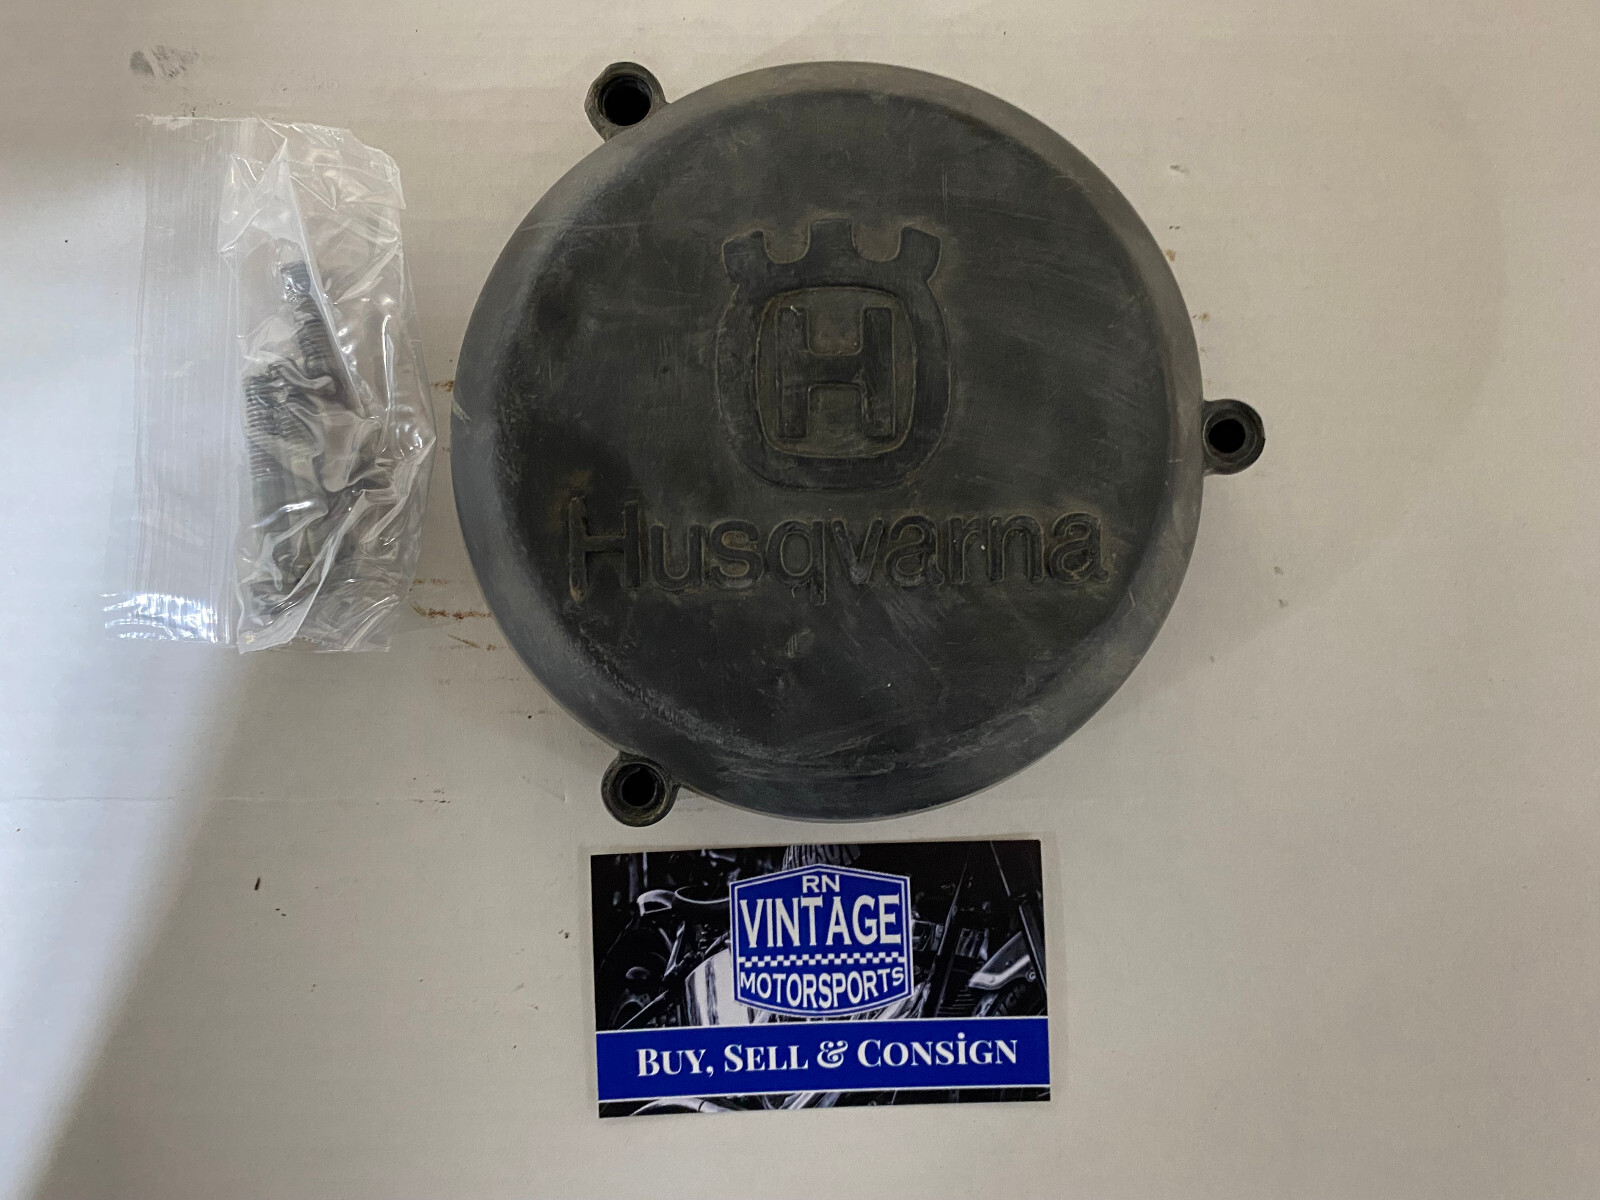 H
Husqvarna
RN
VINTAGE
MOTORSPORTS
BUY, SELL & CONSiGN